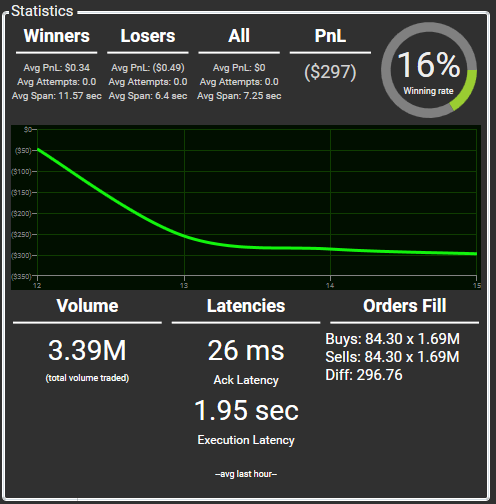 Statistics
Winners Losers All PnL
Avg PnL: $0.34 Avg PnL: ($0.49) Avg PnL: $0 ($297)
Avg Attempts: 0.0 Avg Attempts: 0.0 Avg Attempts: 0.0
Avg Span: 11.57 sec Avg Span: 6.4 sec Avg Span: 7.25 sec
16%
Winning rate
$0
($50)
($100)
($150)
($200)
($250)
($300)
($350)
12 13 14 15
Volume Latencies Orders Fill
3.39M
(total volume traded)
26 ms
Ack Latency
1.95 sec
Execution Latency
--avg last hour--
Buys: 84.30 x 1.69M
Sells: 84.30 x 1.69M
Diff: 296.76